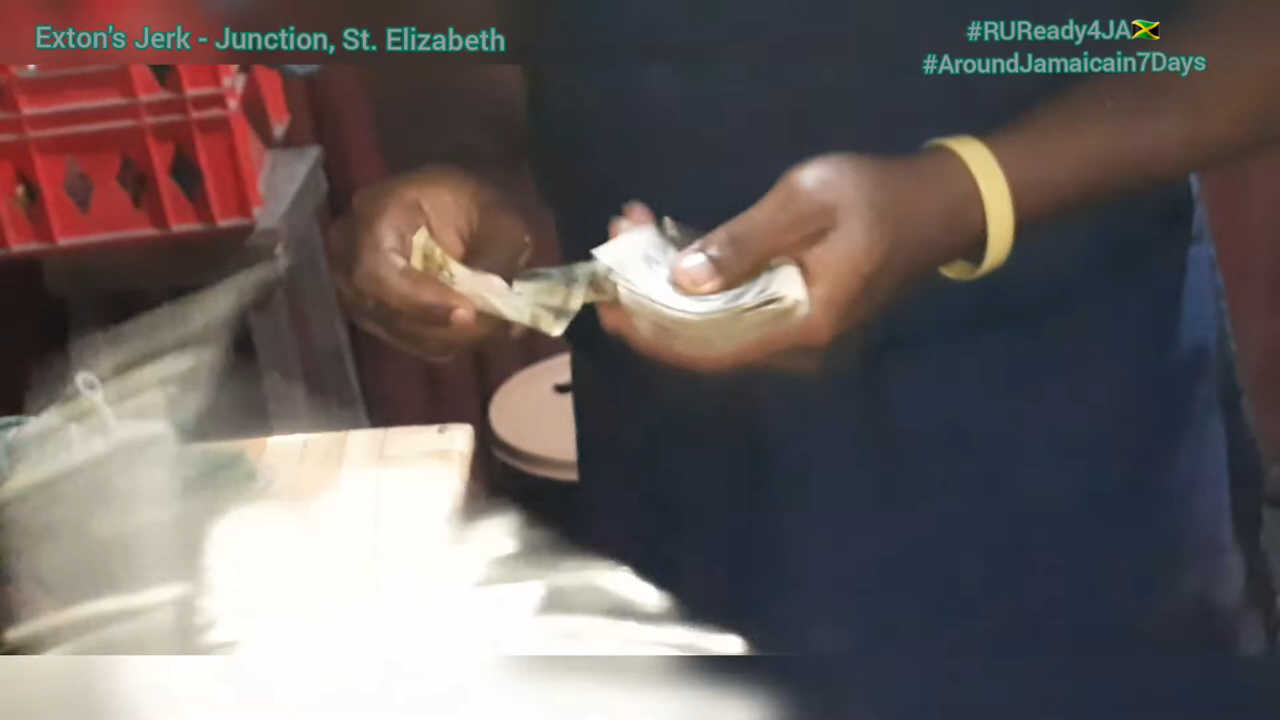 Exton's Jerk - Junction, St. Elizabeth
#RUReady4JA🇯🇲
#AroundJamaicain7Days